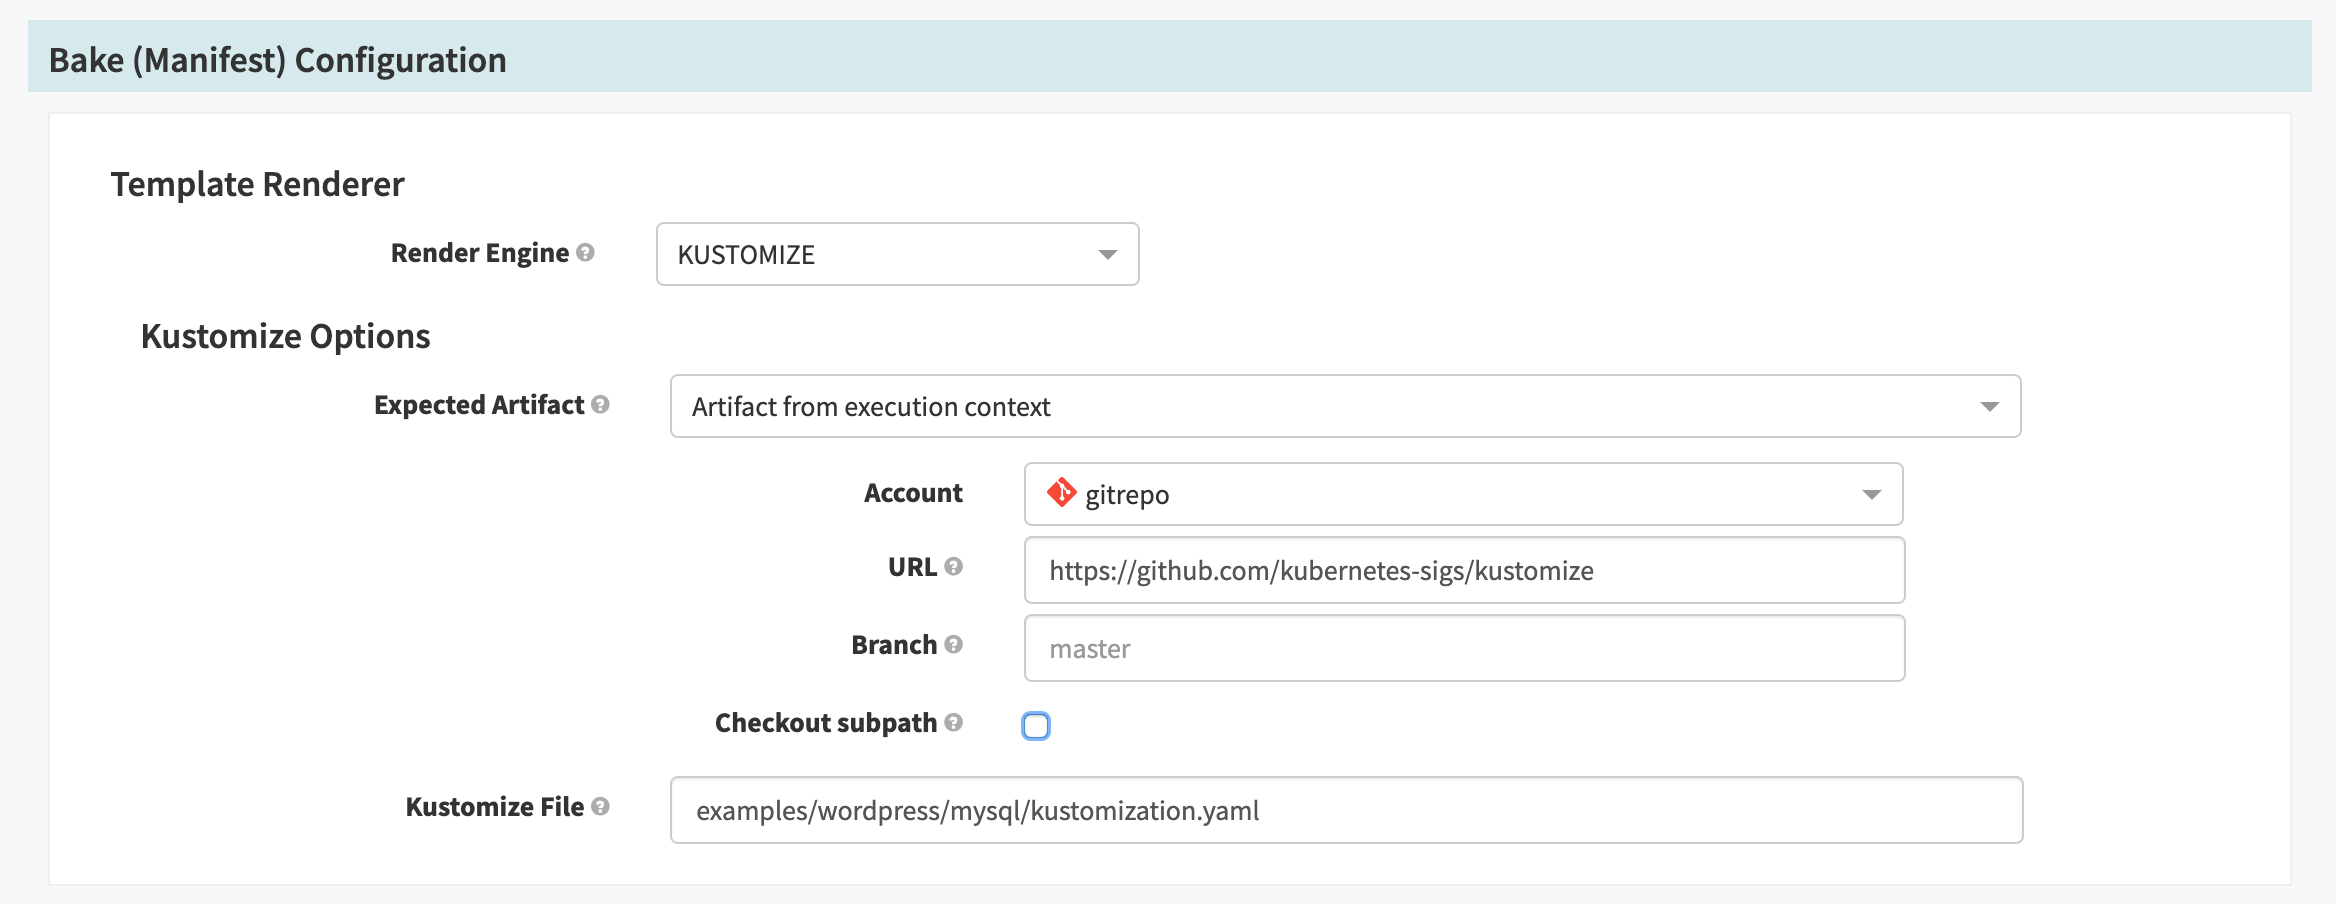 Bake (Manifest) Configuration
Template Renderer
Render Engine ?
KUSTOMIZE
Kustomize Options
Expected Artifact ?
Artifact from execution context
Account
gitrepo
URL ?
https://github.com/kubernetes-sigs/kustomize
Branch ?
master
Checkout subpath ?
Kustomize File ?
examples/wordpress/mysql/kustomization.yaml